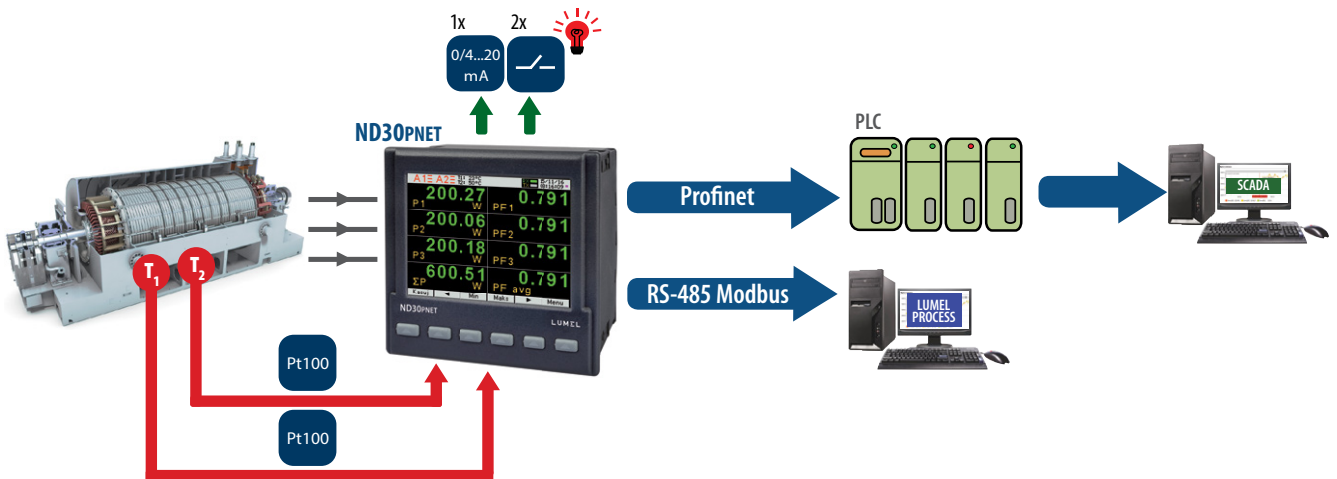 1x
2x
0/4...20
mA
ND30PNET
A1Ξ A2Ξ
P1 200.27 W
PF1 0.791
P2 200.06 W
PF2 0.791
P3 200.18 W
PF3 0.791
ΣP 600.51 W
PF avg 0.791
◄ Min Maks ► Menu
ND30PNET
LUMEL
Profinet
PLC
SCADA
RS-485 Modbus
LUMEL
PROCESS
T1
T2
Pt100
Pt100